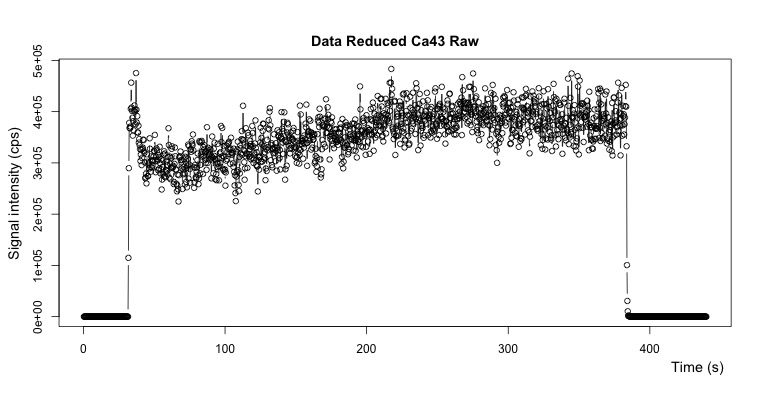 Data Reduced Ca43 Raw
Signal intensity (cps)
5e+05
4e+05
3e+05
2e+05
1e+05
0e+00
0 100 200 300 400
Time (s)